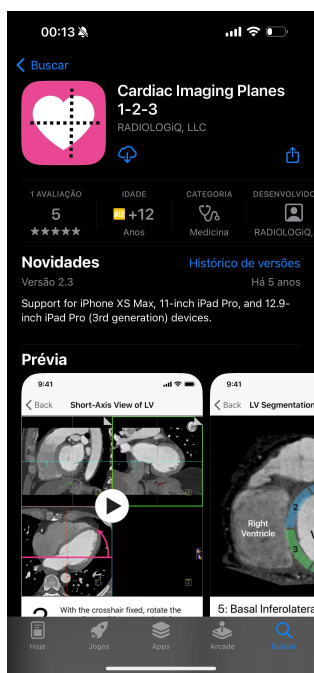 00:13
Buscar
Cardiac Imaging Planes
1-2-3
RADIOLOGiQ, LLC
1 AVALIAÇÃO
IDADE
CATEGORIA
DESENVOLVIDO
5
A12 +12
Anos
Medicina
RADIOLOGiQ,
Novidades
Histórico de versões
Versão 2.3
Há 5 anos
Support for iPhone XS Max, 11-inch iPad Pro, and 12.9-
inch iPad Pro (3rd generation) devices.
Prévia
9:41
Back
Short-Axis View of LV
With the crosshair fixed, rotate the
9:41
Back
LV Segmentation
Right
Ventricle
2
3
5: Basal Inferolatera
Hoje
Jogos
Apps
Arcade
Buscar